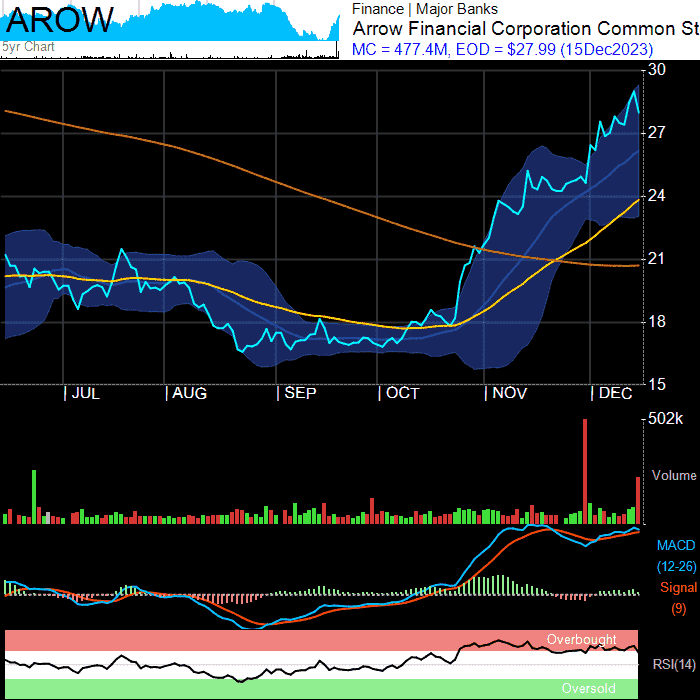 AROW
5yr Chart
Finance | Major Banks
Arrow Financial Corporation Common St
MC = 477.4M, EOD = $27.99 (15Dec2023)
30
27
24
21
18
15
| JUL | AUG | SEP | OCT | NOV | DEC
502k
Volume
MACD
(12-26)
Signal
(9)
Overbought
RSI(14)
Oversold